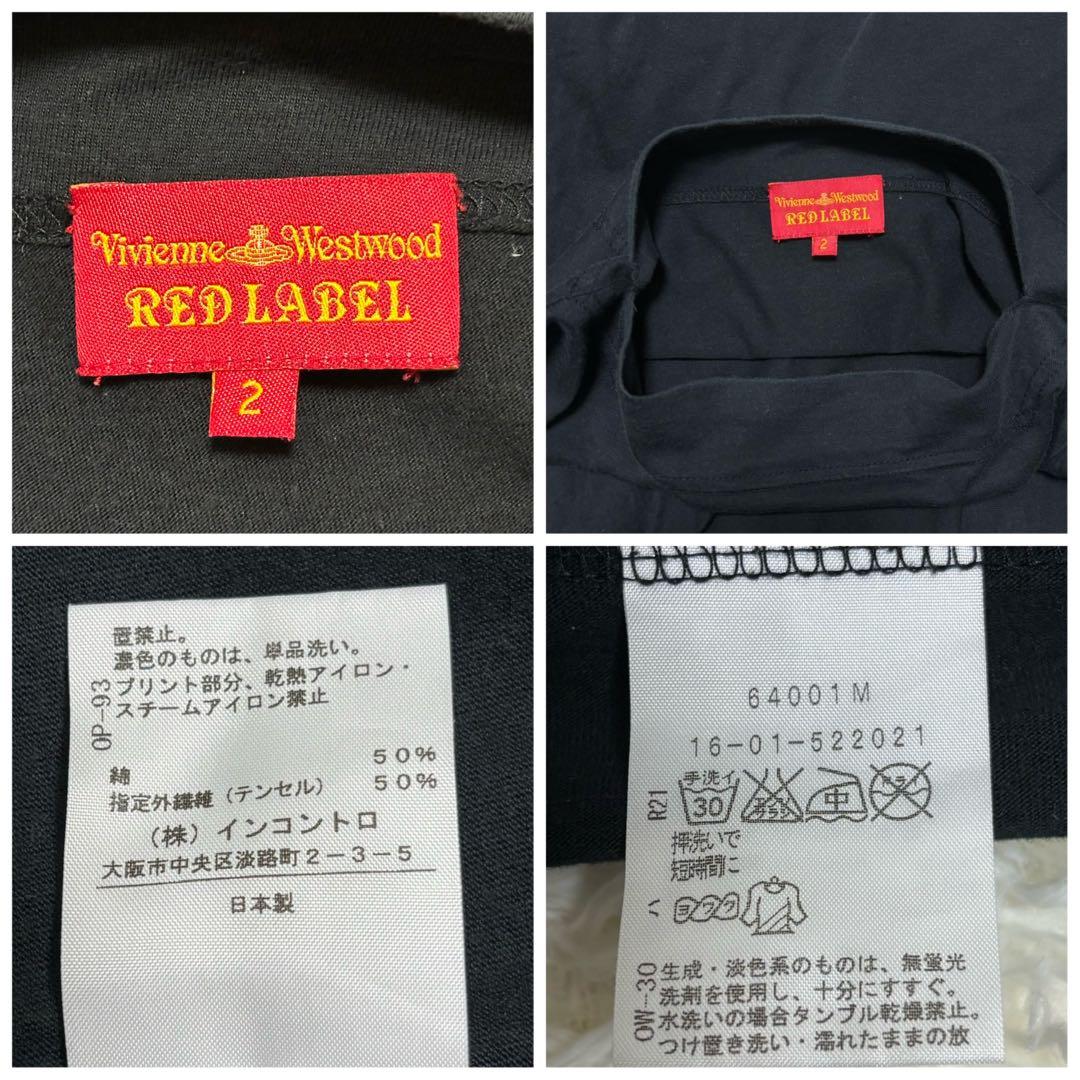 Vivienne Westwood
RED LABEL
2
Vivienne Westwood
RED LABEL
2
置禁止。
濃色のものは、単品洗い。
プリント部分、乾熱アイロン・
スチームアイロン禁止
OP-93
綿 50%
指定外繊維(テンセル) 50%
(株)インコントロ
大阪市中央区淡路町2-3-5
日本製
64001M
16-01-522021
R21
手洗イ
30
中
押洗いで
短時間に
ハ
ヨワク
OW-30
生成・淡色系のものは、無蛍光
洗剤を使用し、十分にすすぐ。
水洗いの場合タンブル乾燥禁止。
つけ置き洗い・濡れたままの放